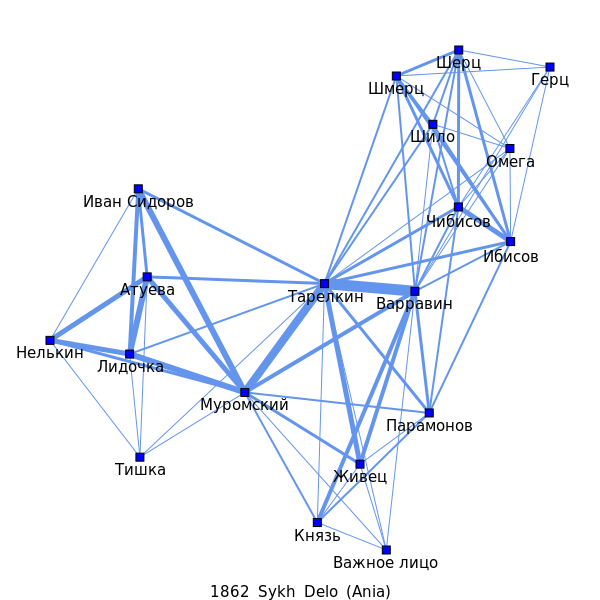 Шерц
Герц
Шмерц
Шило
Омега
Иван Сидоров
Чибисов
Ибисов
Атуева
Тарелкин
Варравин
Нелькин
Лидочка
Муромский
Парамонов
Тишка
Живец
Князь
Важное лицо
1862 Sykh Delo (Ania)